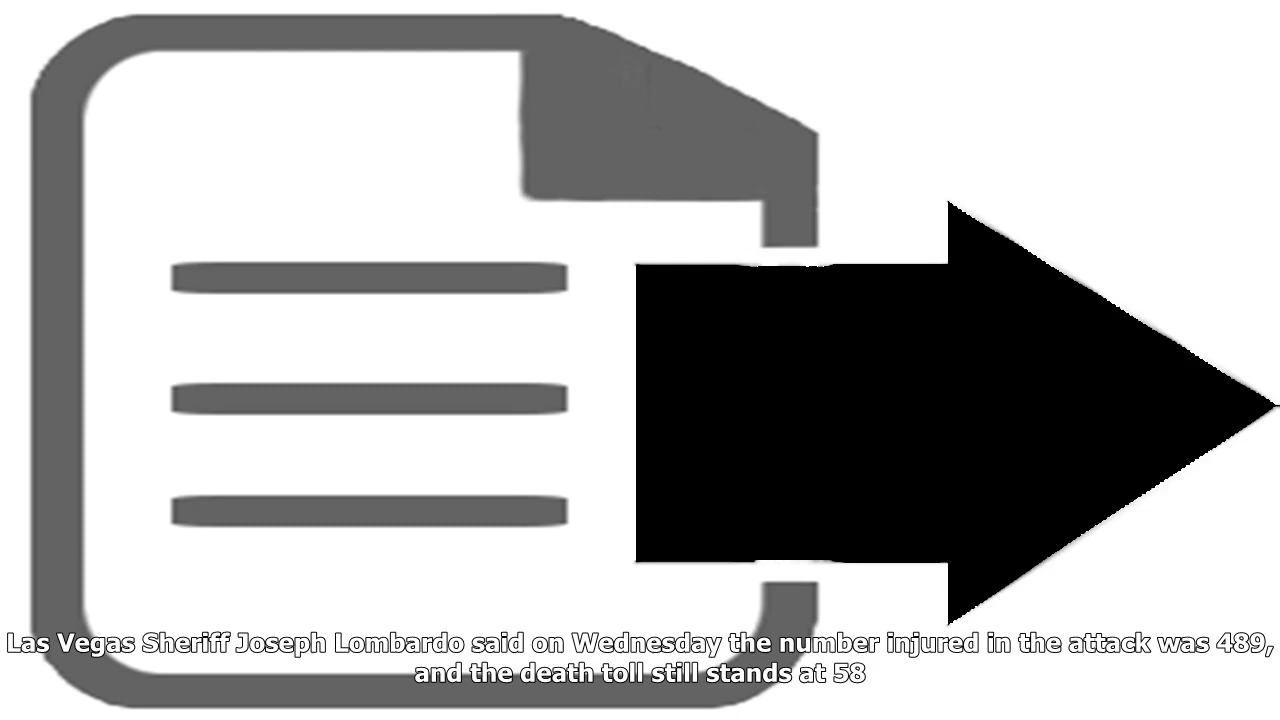 Las Vegas Sheriff Joseph Lombardo said on Wednesday the number injured in the attack was 489,
and the death toll still stands at 58